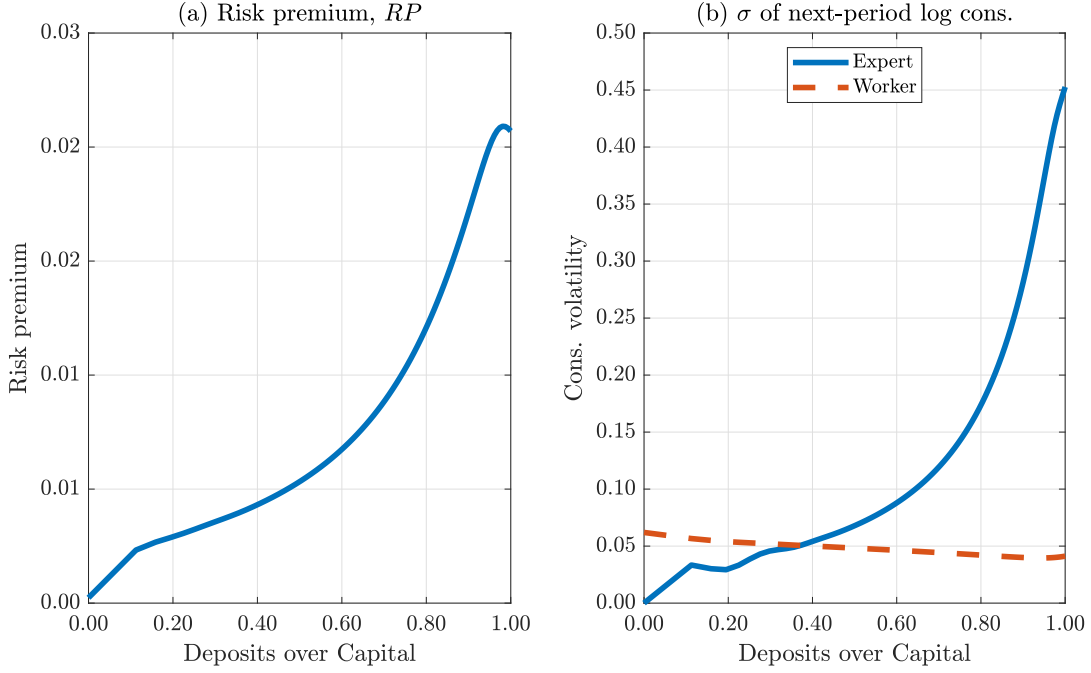 (a) Risk premium, RP
0.03
0.02
0.02
0.01
0.01
0.00
Risk premium
0.00 0.20 0.40 0.60 0.80 1.00
Deposits over Capital
(b) σ of next-period log cons.
0.50
0.45
0.40
0.35
0.30
0.25
0.20
0.15
0.10
0.05
0.00
Cons. volatility
Expert
Worker
0.00 0.20 0.40 0.60 0.80 1.00
Deposits over Capital